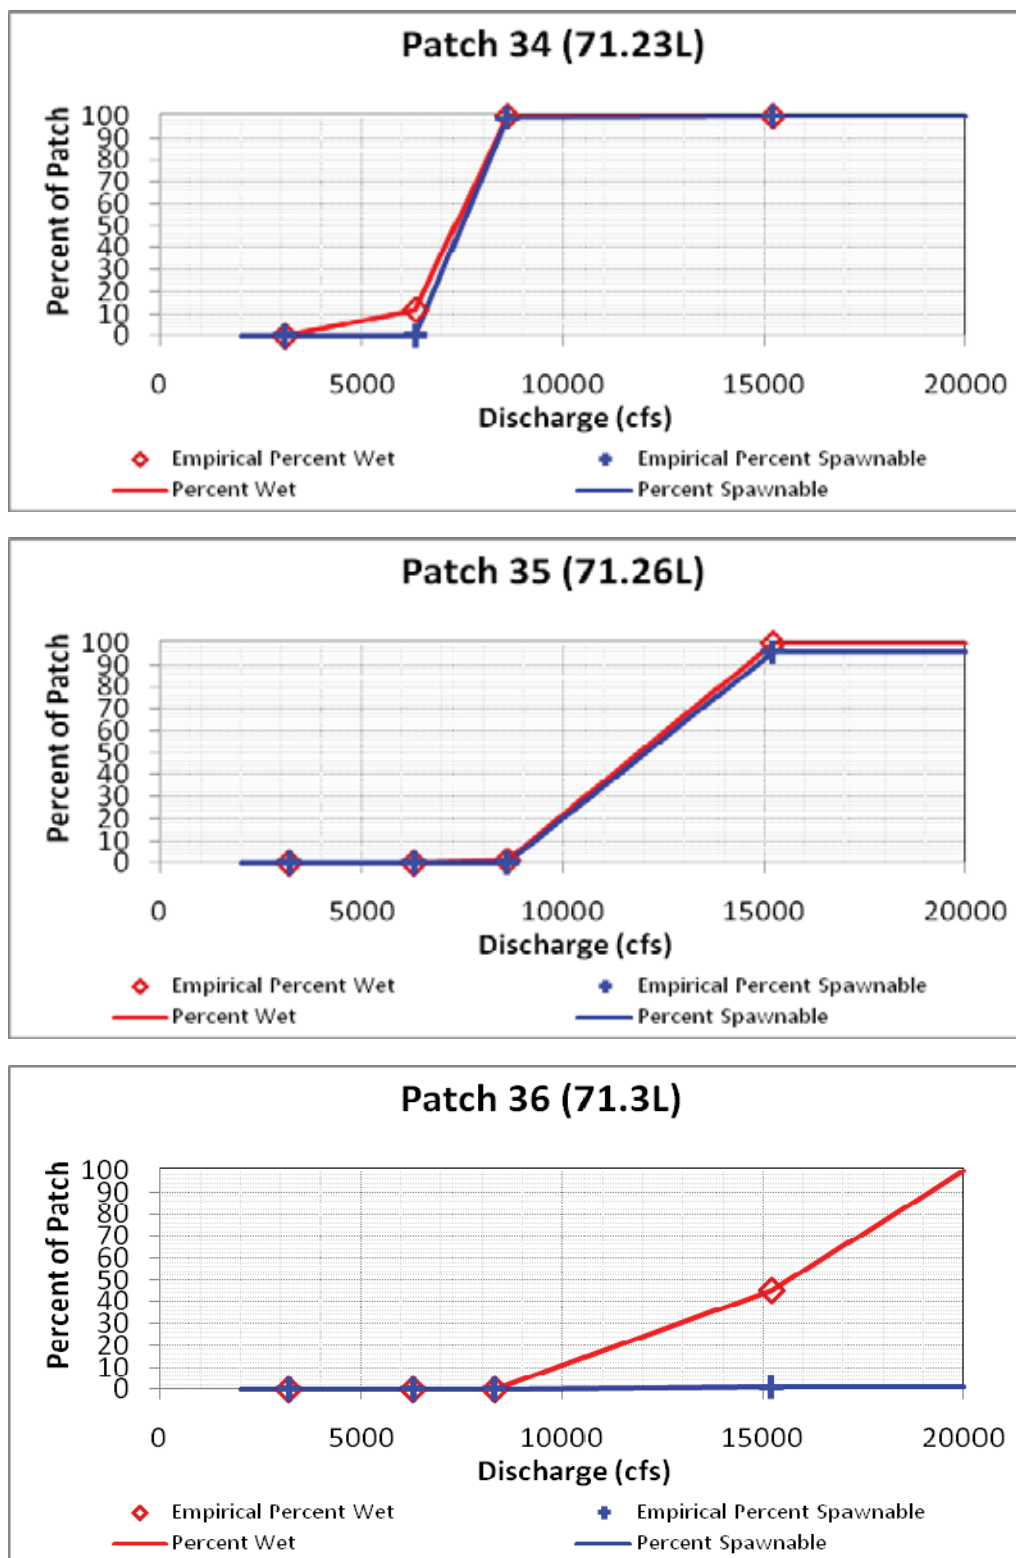 Patch 34 (71.23L)
Percent of Patch
100
90
80
70
60
50
40
30
20
10
0
0 5000 10000 15000 20000
Discharge (cfs)
Empirical Percent Wet Empirical Percent Spawnable
Percent Wet Percent Spawnable
Patch 35 (71.26L)
Percent of Patch
100
90
80
70
60
50
40
30
20
10
0
0 5000 10000 15000 20000
Discharge (cfs)
Empirical Percent Wet Empirical Percent Spawnable
Percent Wet Percent Spawnable
Patch 36 (71.3L)
Percent of Patch
100
90
80
70
60
50
40
30
20
10
0
0 5000 10000 15000 20000
Discharge (cfs)
Empirical Percent Wet Empirical Percent Spawnable
Percent Wet Percent Spawnable